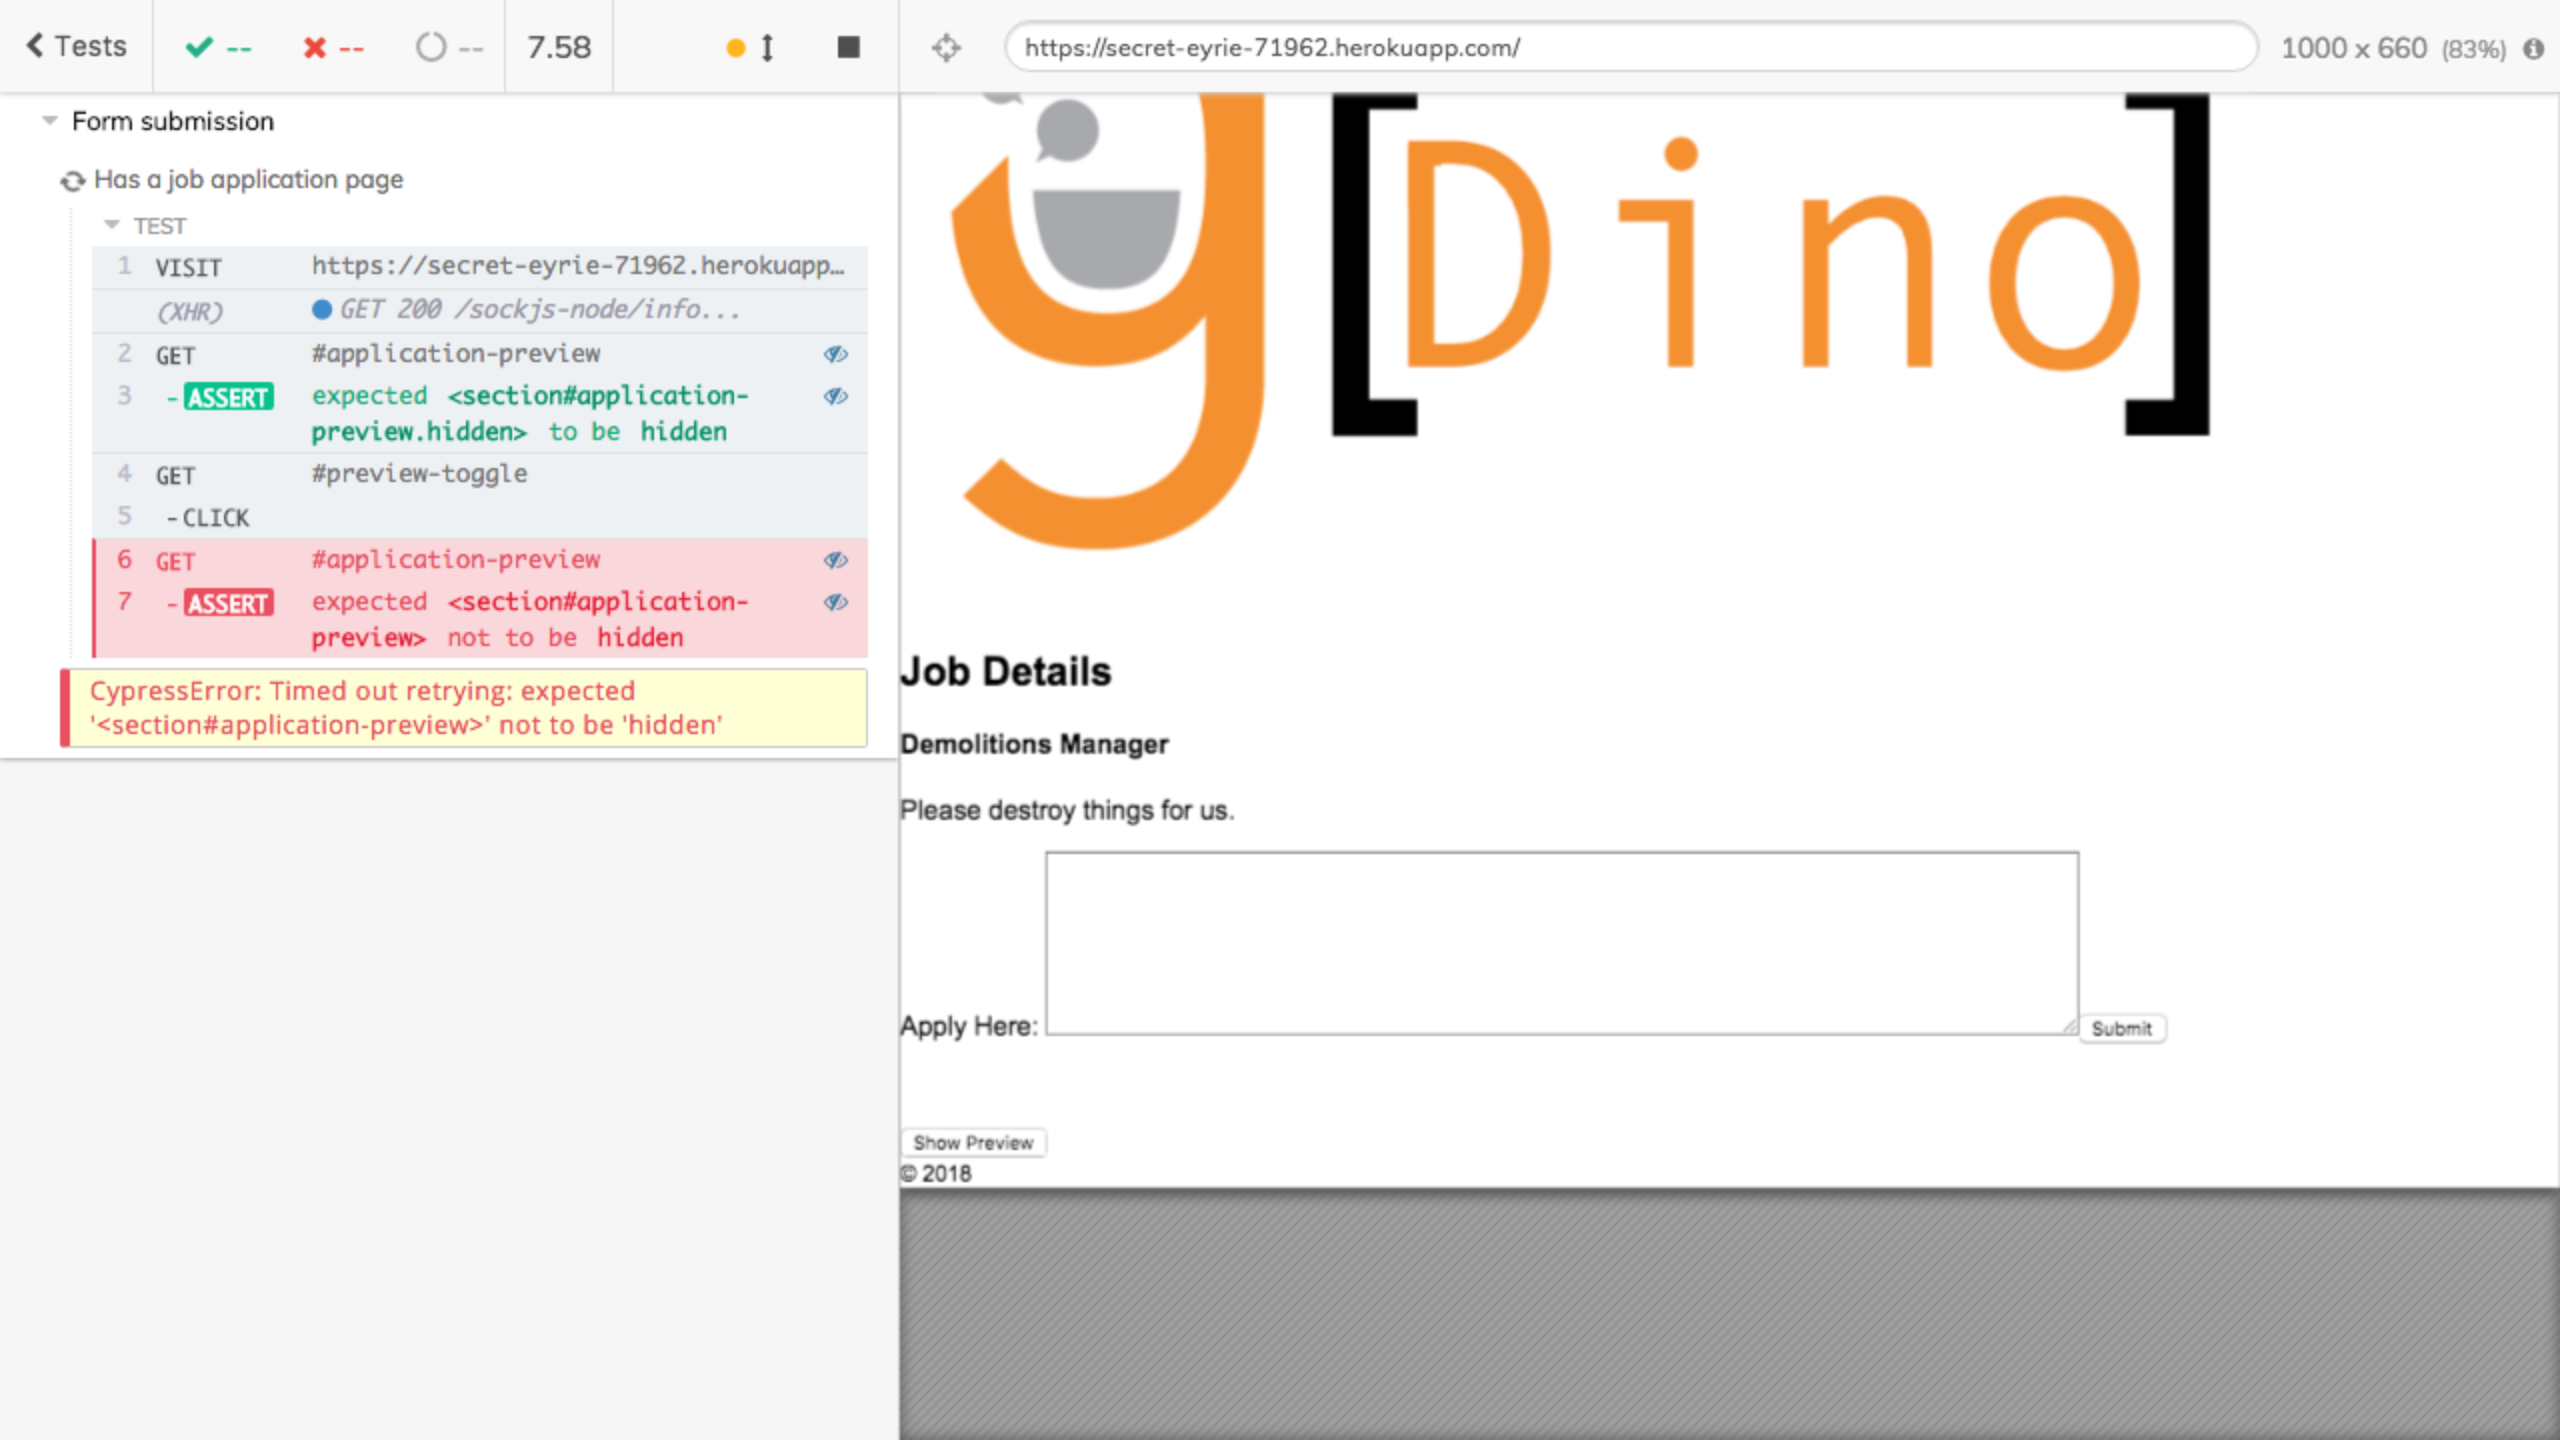 Tests -- -- -- 7.58 https://secret-eyrie-71962.herokuapp.com/ 1000 x 660 (83%)
Form submission
Has a job application page
TEST
1 VISIT https://secret-eyrie-71962.herokuapp…
(XHR) GET 200 /sockjs-node/info...
2 GET #application-preview
3 -ASSERT expected <section#application-
preview.hidden> to be hidden
4 GET #preview-toggle
5 -CLICK
6 GET #application-preview
7 -ASSERT expected <section#application-
preview> not to be hidden
CypressError: Timed out retrying: expected
'<section#application-preview>' not to be 'hidden'
g[Dino]
Job Details
Demolitions Manager
Please destroy things for us.
Apply Here: Submit
Show Preview
© 2018